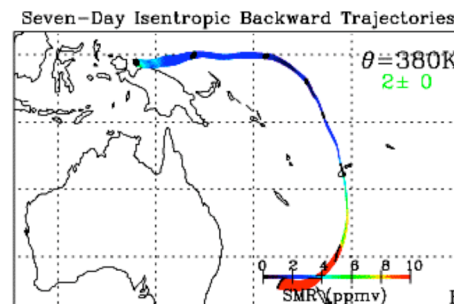 Seven-Day Isentropic Backward Trajectories
θ=380K
2± 0
0 2 4 6 8 10
SMR (ppmv)